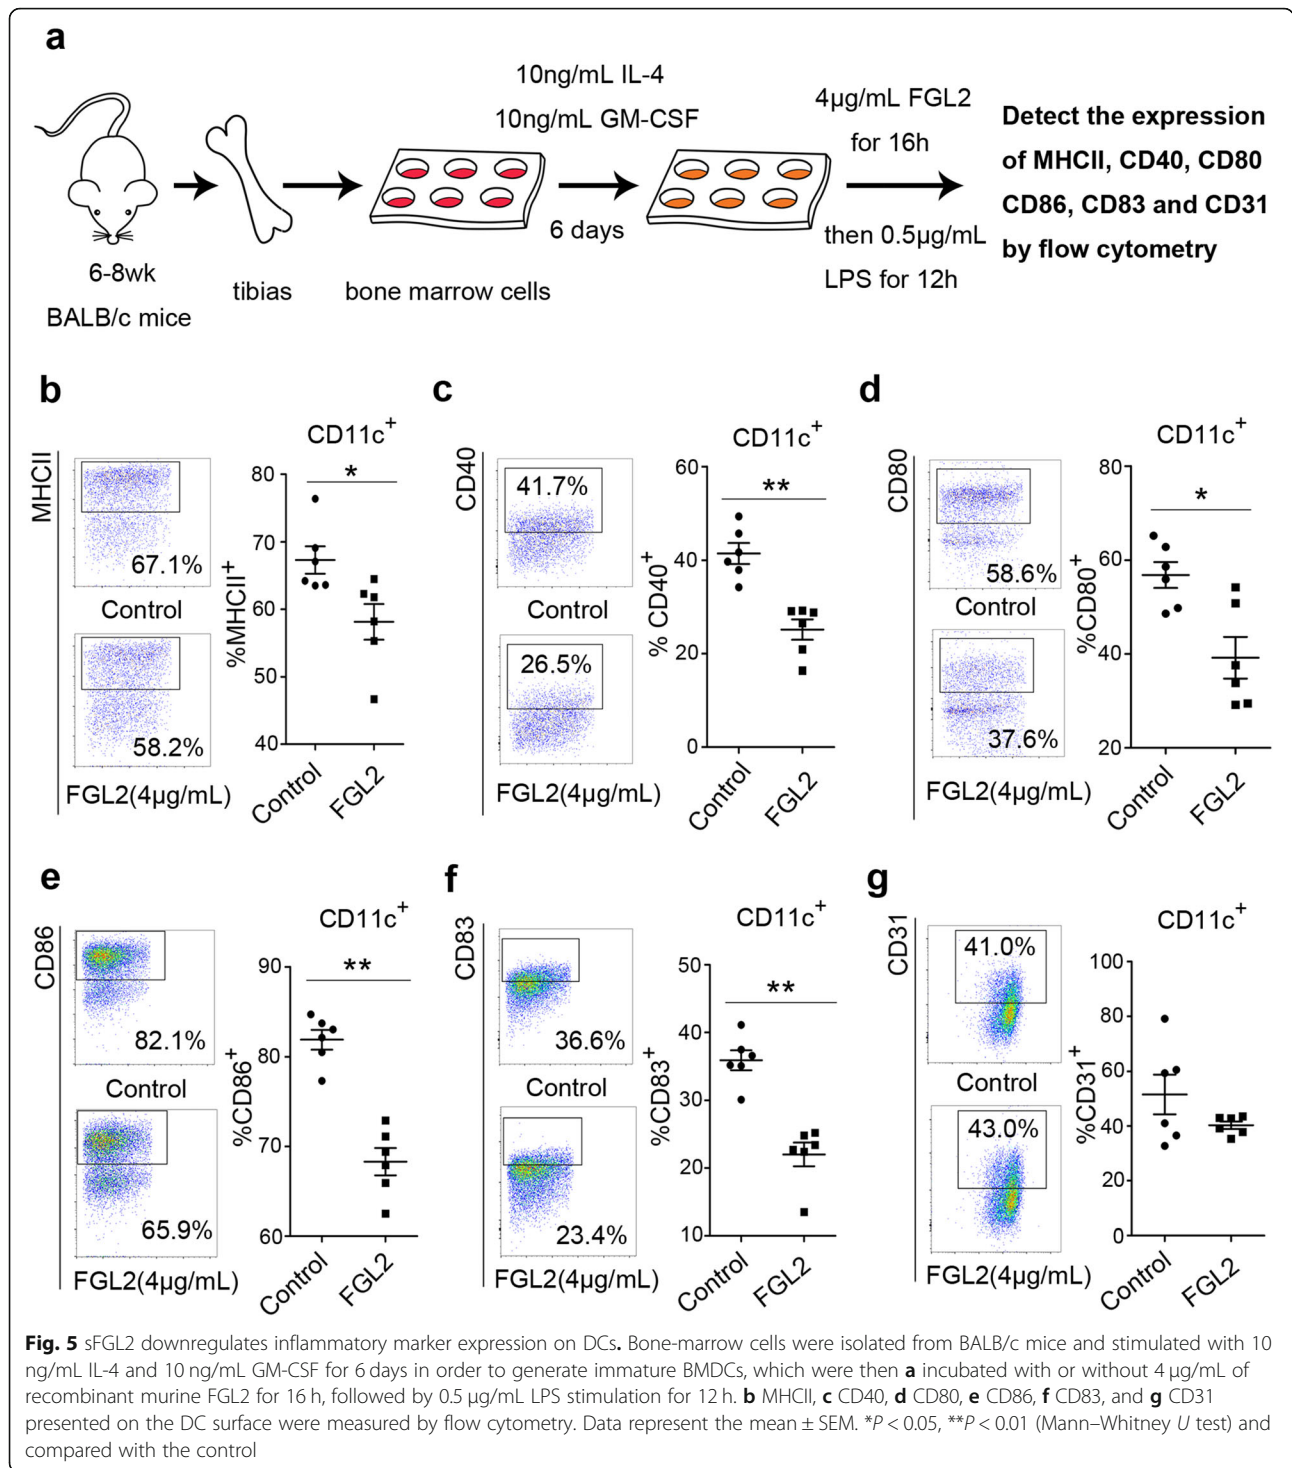 a
10ng/mL IL-4
10ng/mL GM-CSF
4µg/mL FGL2
for 16h
Detect the expression
of MHCII, CD40, CD80
CD86, CD83 and CD31
by flow cytometry
6 days
then 0.5µg/mL
LPS for 12h
6-8wk
BALB/c mice
tibias
bone marrow cells
b
CD11c+
MHCII
67.1%
Control
58.2%
FGL2(4µg/mL)
%MHCII+
80
70
60
50
40
*
Control
FGL2
c
CD11c+
CD40
41.7%
Control
26.5%
FGL2(4µg/mL)
% CD40+
60
40
20
0
**
Control
FGL2
d
CD11c+
CD80
58.6%
Control
37.6%
FGL2(4µg/mL)
%CD80+
80
60
40
20
*
Control
FGL2
e
CD11c+
CD86
82.1%
Control
65.9%
FGL2(4µg/mL)
%CD86+
90
80
70
60
**
Control
FGL2
f
CD11c+
CD83
36.6%
Control
23.4%
FGL2(4µg/mL)
%CD83+
50
40
30
20
10
**
Control
FGL2
g
CD11c+
CD31
41.0%
Control
43.0%
FGL2(4µg/mL)
%CD31+
100
80
60
40
20
0
Control
FGL2
Fig. 5 sFGL2 downregulates inflammatory marker expression on DCs. Bone-marrow cells were isolated from BALB/c mice and stimulated with 10
ng/mL IL-4 and 10 ng/mL GM-CSF for 6 days in order to generate immature BMDCs, which were then a incubated with or without 4 µg/mL of
recombinant murine FGL2 for 16 h, followed by 0.5 µg/mL LPS stimulation for 12 h. b MHCII, c CD40, d CD80, e CD86, f CD83, and g CD31
presented on the DC surface were measured by flow cytometry. Data represent the mean ± SEM. *P < 0.05, **P < 0.01 (Mann–Whitney U test) and
compared with the control